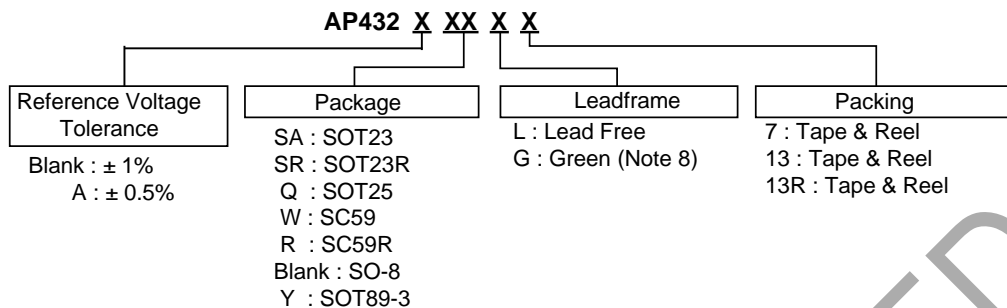 AP432 X XX X X
Reference Voltage
Tolerance
Blank : ± 1%
A : ± 0.5%
Package
SA : SOT23
SR : SOT23R
Q : SOT25
W : SC59
R : SC59R
Blank : SO-8
Y : SOT89-3
Leadframe
L : Lead Free
G : Green (Note 8)
Packing
7 : Tape & Reel
13 : Tape & Reel
13R : Tape & Reel